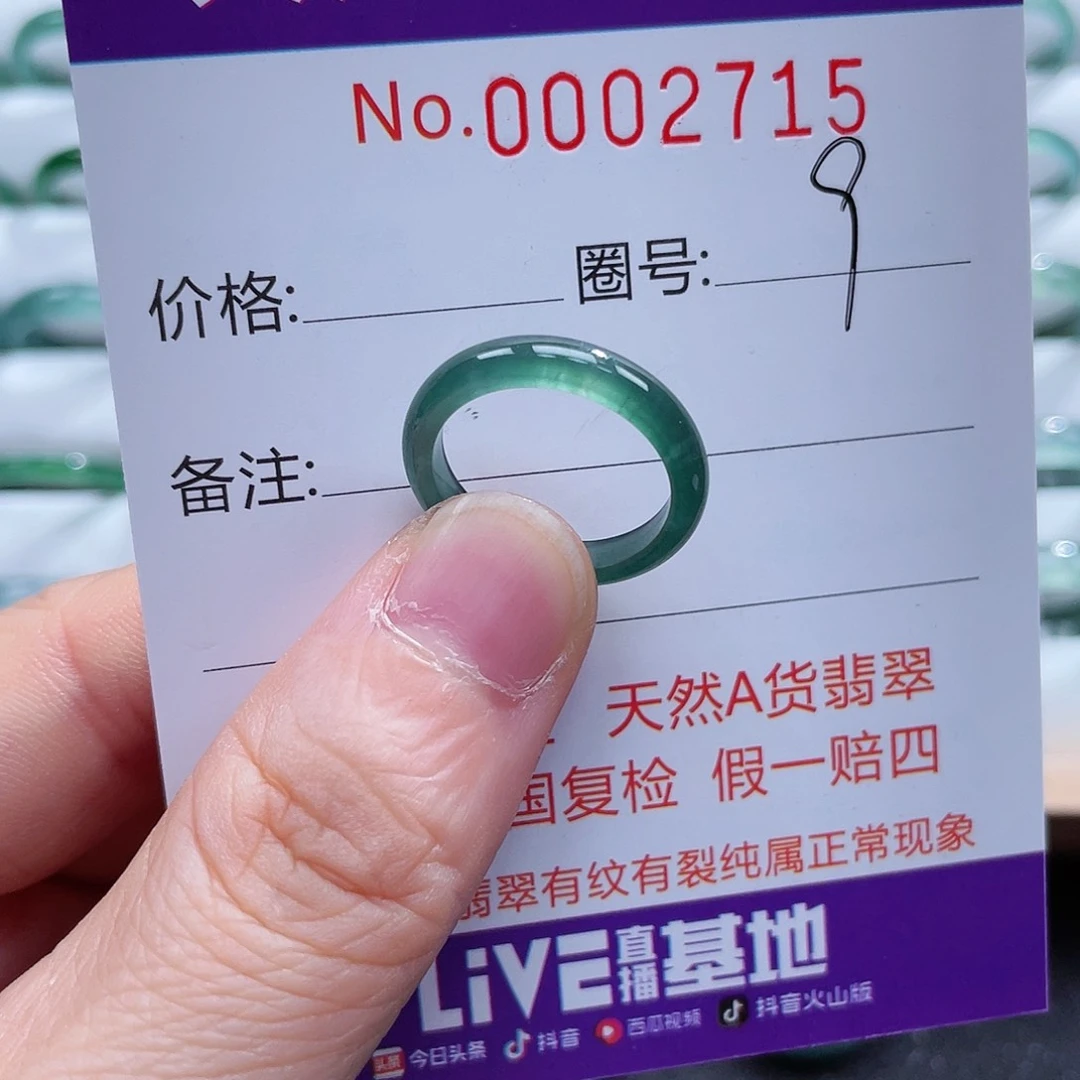 No.0002715
价格: 圈号: 9
备注:
天然A货翡翠
国复检 假一赔四
翡翠有纹有裂纯属正常现象
LiVE直播基地
头条 今日头条 抖音 西瓜视频 抖音火山版